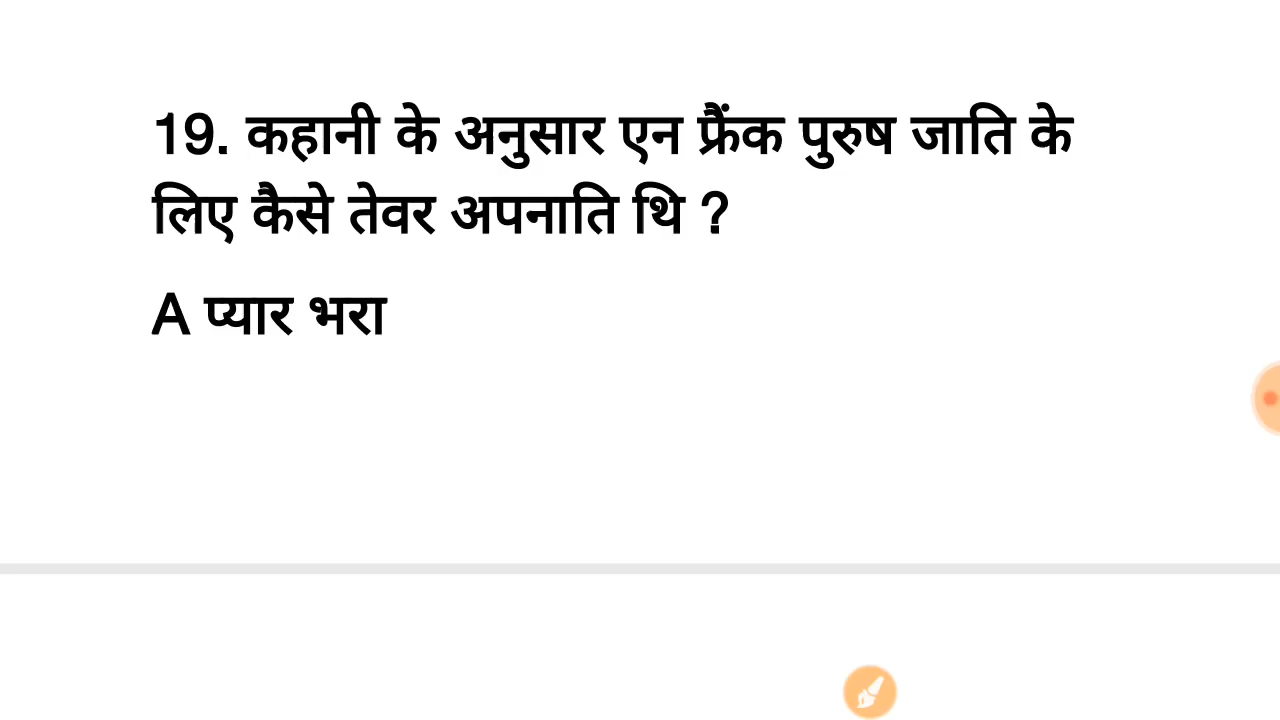 19. कहानी के अनुसार एन फ्रैंक पुरुष जाति के
लिए कैसे तेवर अपनाति थि ?
A प्यार भरा